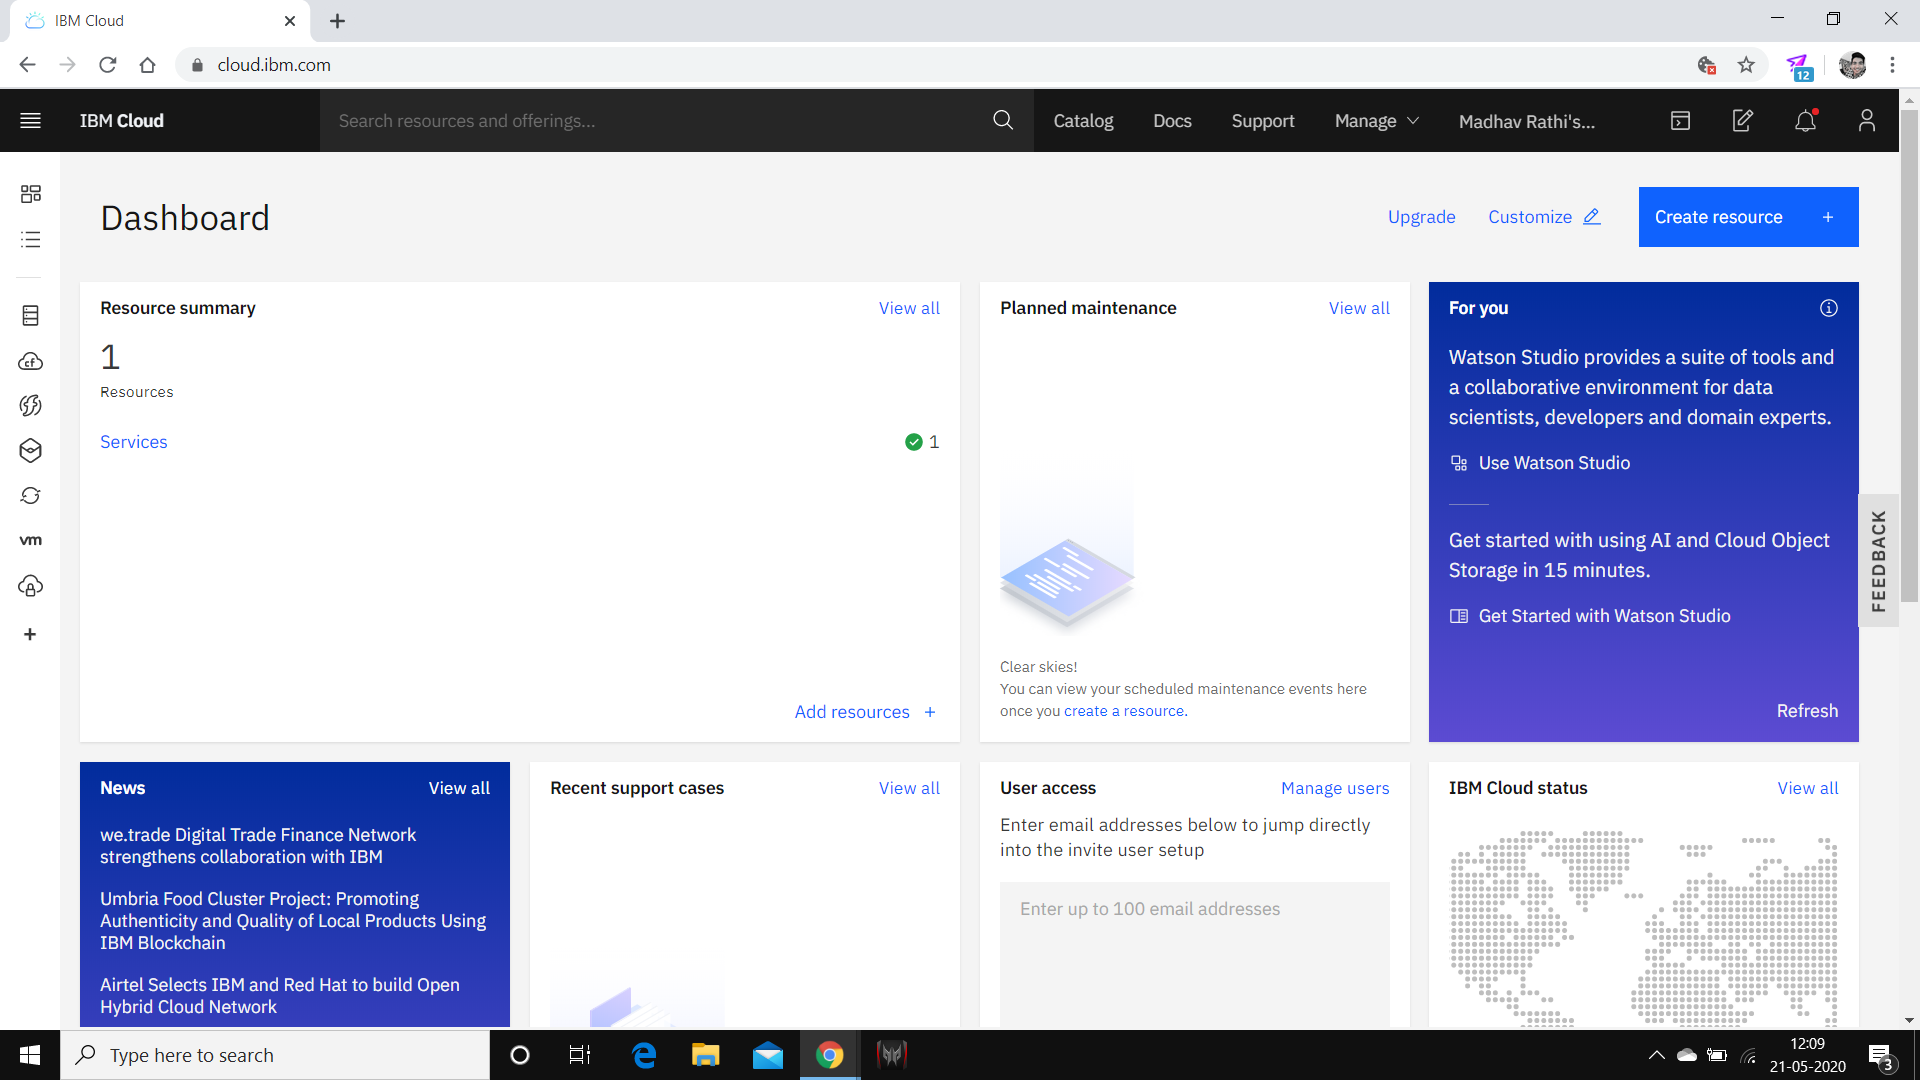 IBM Cloud
cloud.ibm.com
12
IBM Cloud
Search resources and offerings...
Catalog
Docs
Support
Manage
Madhav Rathi's...
Dashboard
Upgrade
Customize
Create resource +
Resource summary
View all
1
Resources
Services
1
Add resources +
Planned maintenance
View all
Clear skies!
You can view your scheduled maintenance events here
once you create a resource.
For you
Watson Studio provides a suite of tools and
a collaborative environment for data
scientists, developers and domain experts.
Use Watson Studio
Get started with using AI and Cloud Object
Storage in 15 minutes.
Get Started with Watson Studio
Refresh
FEEDBACK
cf
vm
News
View all
we.trade Digital Trade Finance Network
strengthens collaboration with IBM
Umbria Food Cluster Project: Promoting
Authenticity and Quality of Local Products Using
IBM Blockchain
Airtel Selects IBM and Red Hat to build Open
Hybrid Cloud Network
Recent support cases
View all
User access
Manage users
Enter email addresses below to jump directly
into the invite user setup
Enter up to 100 email addresses
IBM Cloud status
View all
Type here to search
12:09
21-05-2020
3